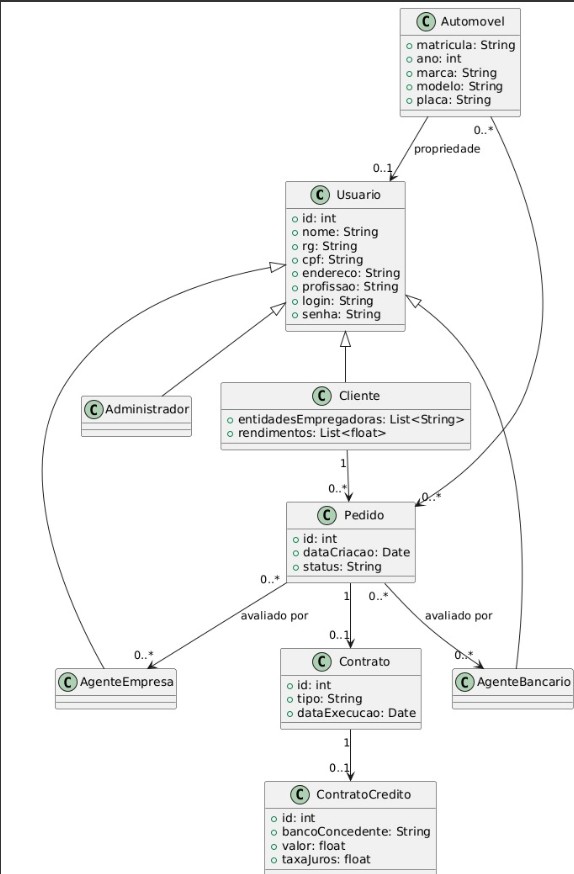 C Automovel
matricula: String
ano: int
marca: String
modelo: String
placa: String
0..*
propriedade
0..1
C Usuario
id: int
nome: String
rg: String
cpf: String
endereco: String
profissao: String
login: String
senha: String
C Administrador
C Cliente
entidadesEmpregadoras: List<String>
rendimentos: List<float>
1
0..*
0..*
C Pedido
id: int
dataCriacao: Date
status: String
0..*
1
0..*
avaliado por
avaliado por
0..*
0..1
0..*
C AgenteEmpresa
C Contrato
id: int
tipo: String
dataExecucao: Date
C AgenteBancario
1
0..1
C ContratoCredito
id: int
bancoConcedente: String
valor: float
taxaJuros: float